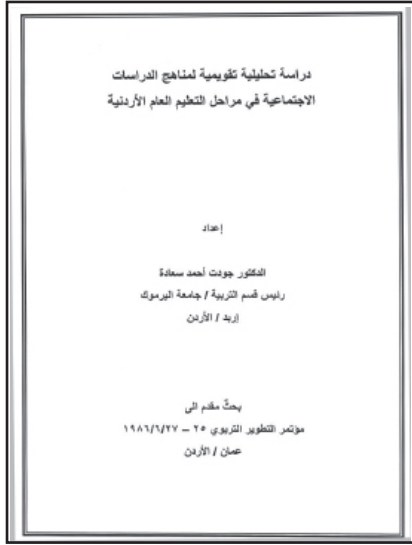 دراسة تحليلية تقويمية لمناهج الدراسات
الاجتماعية في مراحل التعليم العام الأردنية
إعداد
الدكتور جودت أحمد سعادة
رئيس قسم التربية / جامعة اليرموك
إربد / الأردن
بحثٌ مقدم الى
مؤتمر التطوير التربوي ٢٥ – ١٩٨٦/٦/٢٧
عمان / الأردن